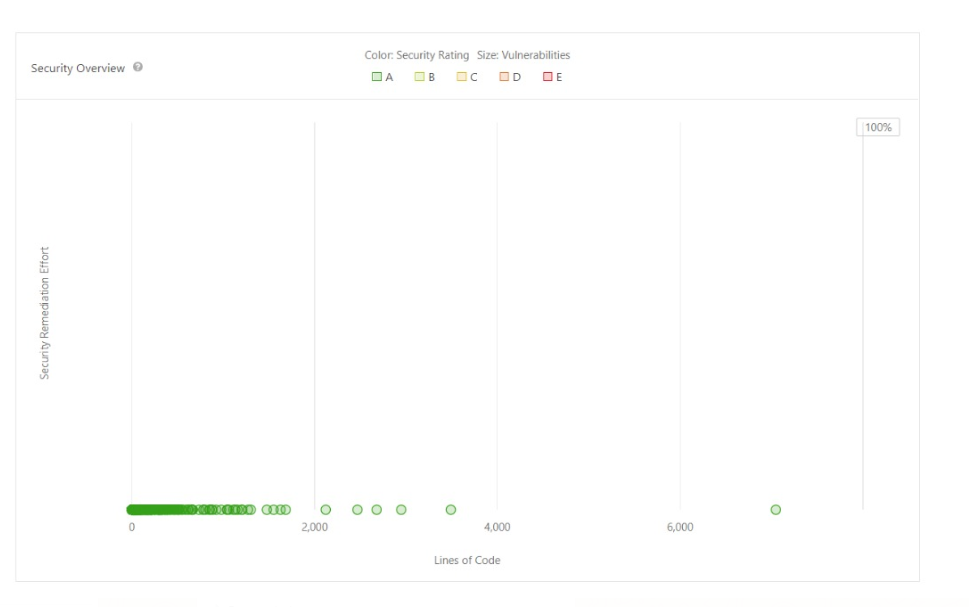 Security Overview
Color: Security Rating Size: Vulnerabilities
A B C D E
100%
Security Remediation Effort
0 2,000 4,000 6,000
Lines of Code